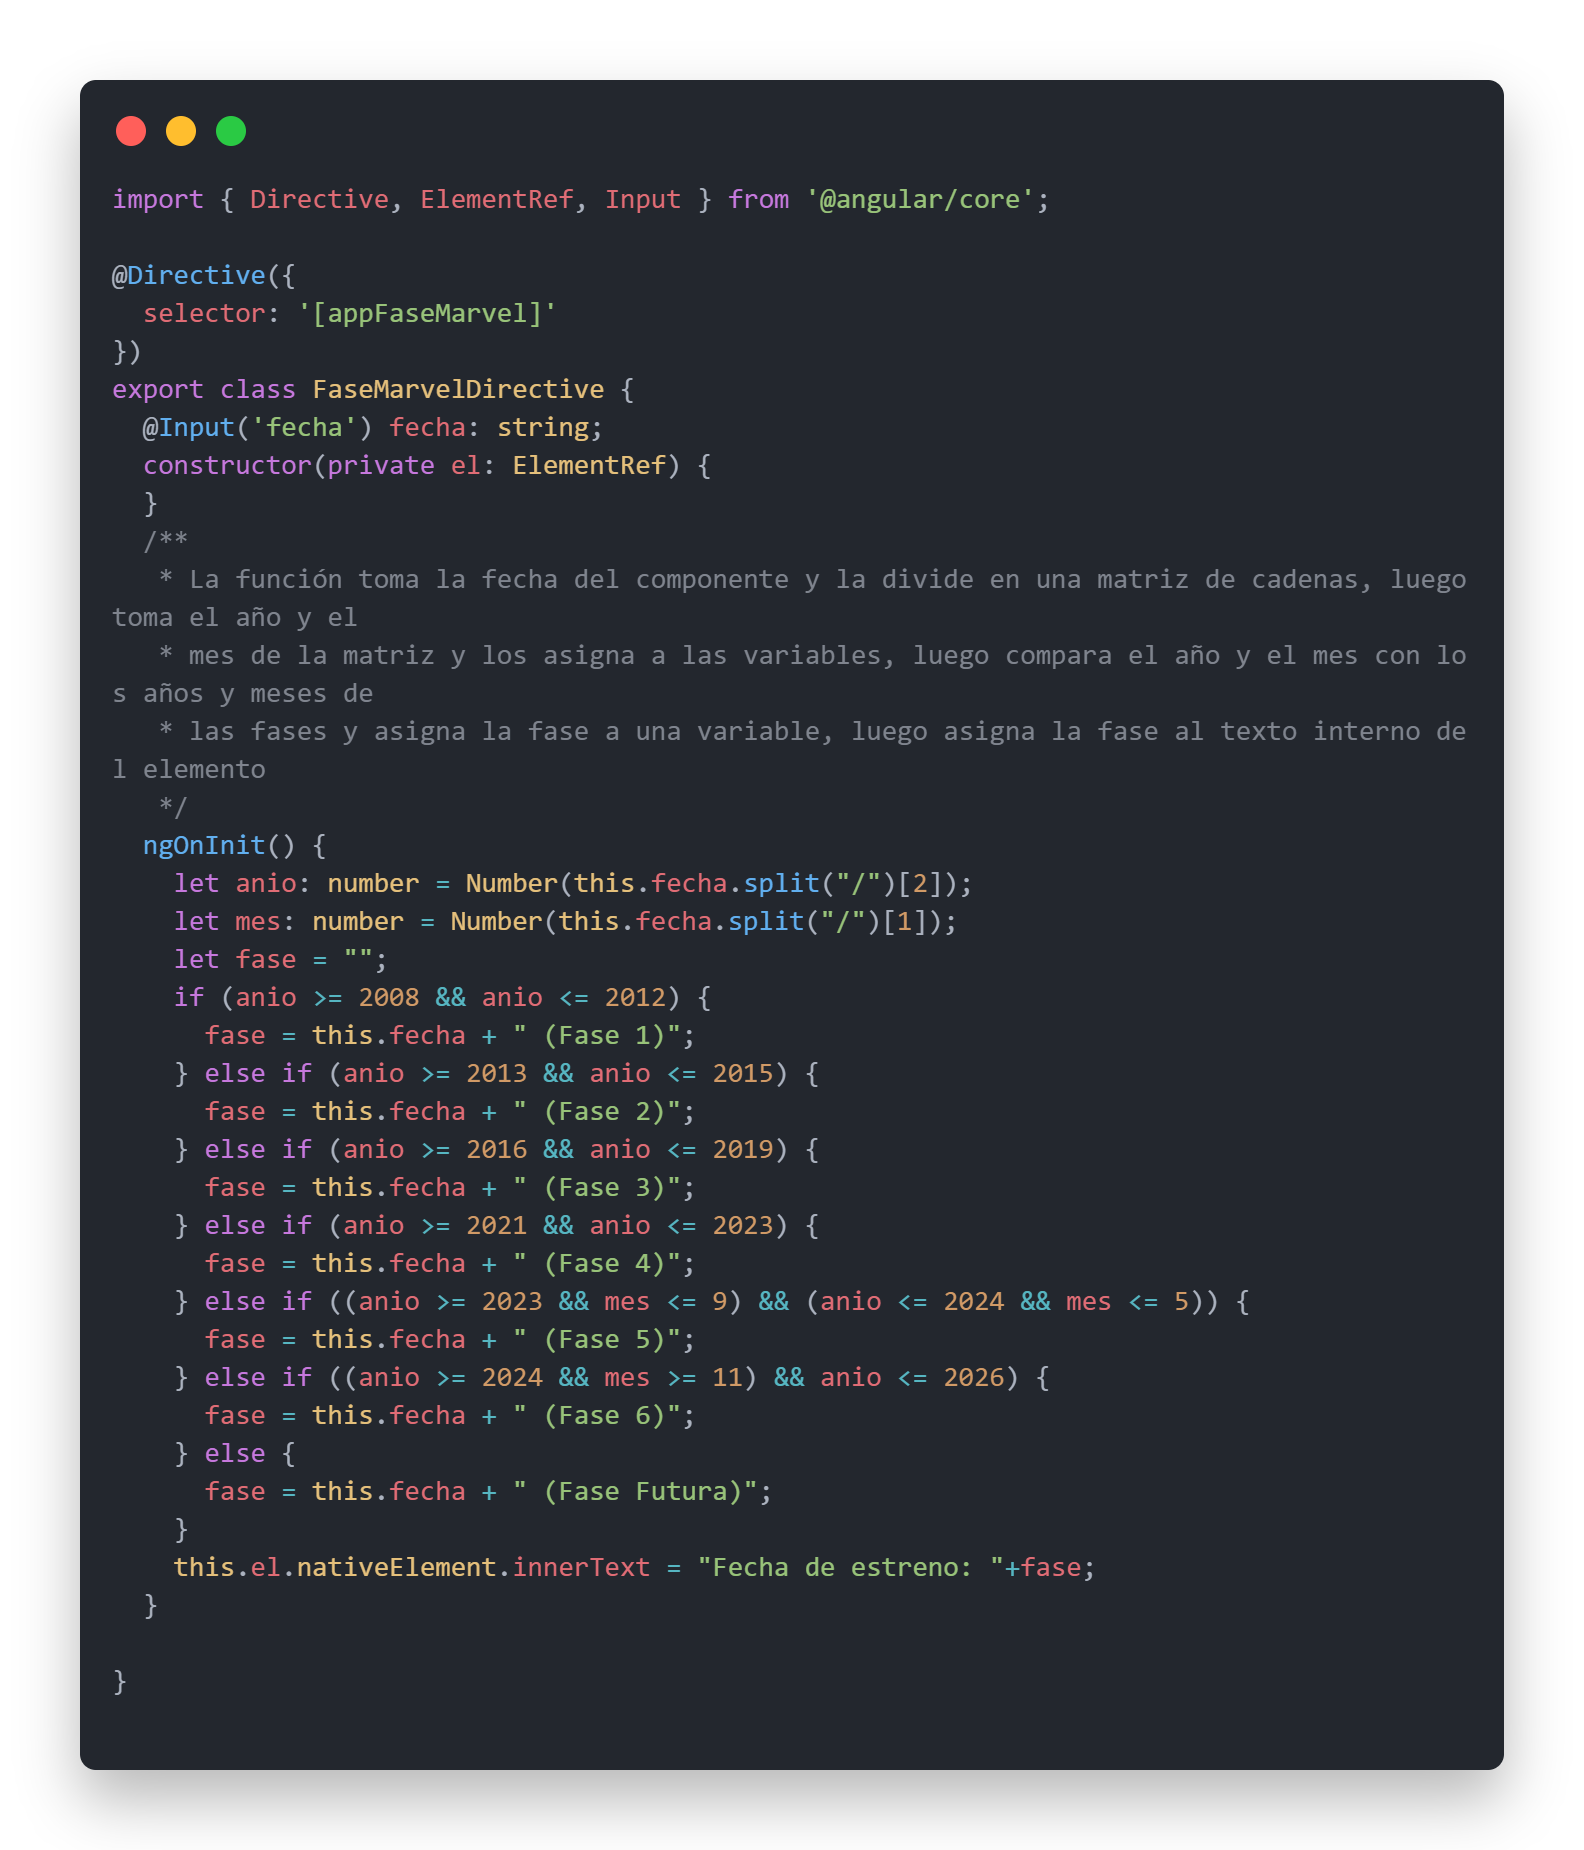 import { Directive, ElementRef, Input } from '@angular/core';

@Directive({
  selector: '[appFaseMarvel]'
})
export class FaseMarvelDirective {
  @Input('fecha') fecha: string;
  constructor(private el: ElementRef) {
  }
  /**
   * La función toma la fecha del componente y la divide en una matriz de cadenas, luego
toma el año y el
   * mes de la matriz y los asigna a las variables, luego compara el año y el mes con lo
s años y meses de
   * las fases y asigna la fase a una variable, luego asigna la fase al texto interno de
l elemento
   */
  ngOnInit() {
    let anio: number = Number(this.fecha.split("/")[2]);
    let mes: number = Number(this.fecha.split("/")[1]);
    let fase = "";
    if (anio >= 2008 && anio <= 2012) {
      fase = this.fecha + " (Fase 1)";
    } else if (anio >= 2013 && anio <= 2015) {
      fase = this.fecha + " (Fase 2)";
    } else if (anio >= 2016 && anio <= 2019) {
      fase = this.fecha + " (Fase 3)";
    } else if (anio >= 2021 && anio <= 2023) {
      fase = this.fecha + " (Fase 4)";
    } else if ((anio >= 2023 && mes <= 9) && (anio <= 2024 && mes <= 5)) {
      fase = this.fecha + " (Fase 5)";
    } else if ((anio >= 2024 && mes >= 11) && anio <= 2026) {
      fase = this.fecha + " (Fase 6)";
    } else {
      fase = this.fecha + " (Fase Futura)";
    }
    this.el.nativeElement.innerText = "Fecha de estreno: "+fase;
  }

}